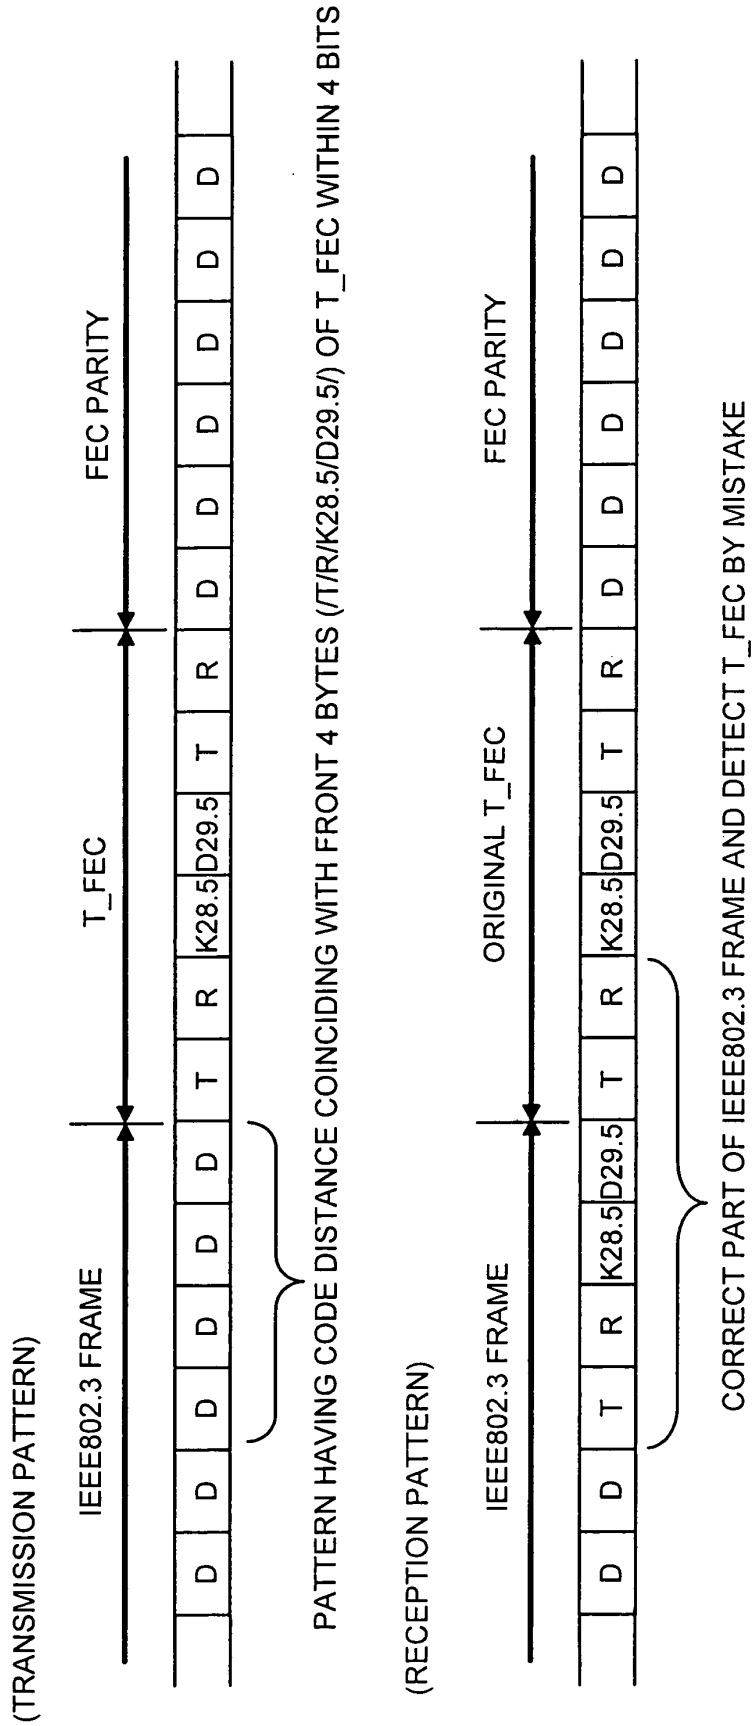 (TRANSMISSION PATTERN)
IEEE802.3 FRAME T_FEC FEC PARITY
D D D D D D T R K28.5 D29.5 T R D D D D D D
PATTERN HAVING CODE DISTANCE COINCIDING WITH FRONT 4 BYTES (/T/R/K28.5/D29.5/) OF T_FEC WITHIN 4 BITS
(RECEPTION PATTERN)
IEEE802.3 FRAME ORIGINAL T_FEC FEC PARITY
D D T R K28.5 D29.5 T R K28.5 D29.5 T R D D D D D D
CORRECT PART OF IEEE802.3 FRAME AND DETECT T_FEC BY MISTAKE